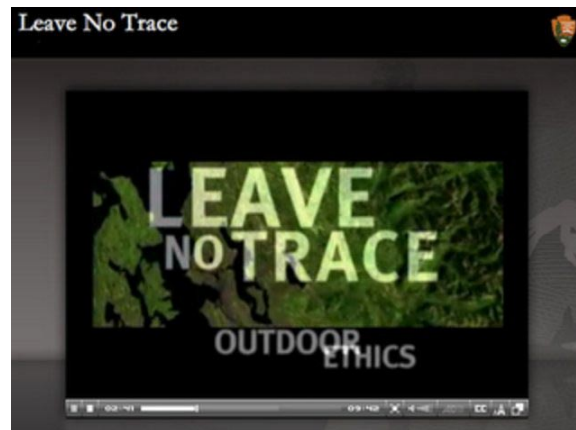 Leave No Trace
LEAVE
NO TRACE
OUTDOOR
ETHICS
02:41
09:42
CC